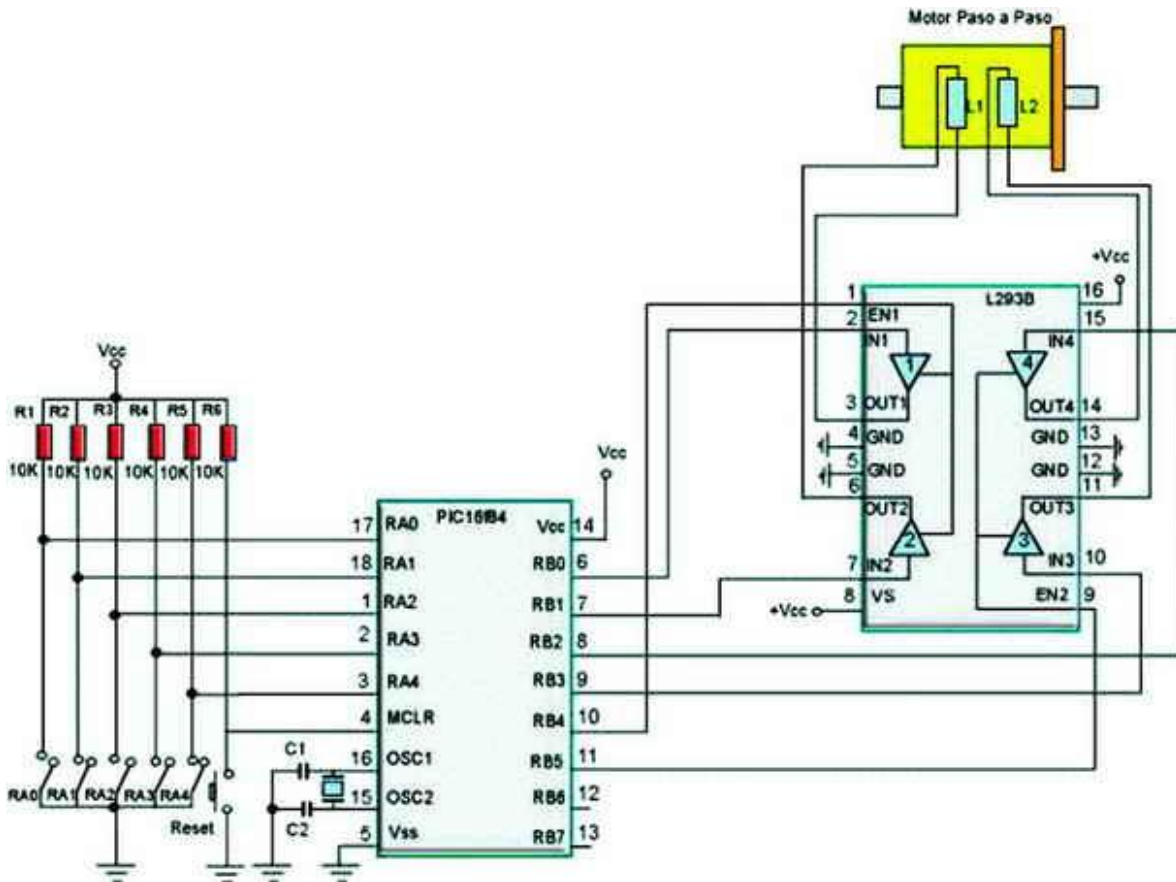 Motor Paso a Paso
L1
L2
+Vcc
L293B
1
EN1
2
IN1
1
3
OUT1
4
GND
5
GND
6
OUT2
2
7
IN2
8
VS
+Vcc
16
15
IN4
4
OUT4
14
GND
13
GND
12
11
OUT3
3
IN3
10
EN2
9
Vcc
R1
R2
R3
R4
R5
R6
10K
10K
10K
10K
10K
10K
Vcc
17
RA0
18
RA1
1
RA2
2
RA3
3
RA4
4
MCLR
16
OSC1
15
OSC2
5
Vss
Vcc
14
RB0
6
RB1
7
RB2
8
RB3
9
RB4
10
RB5
11
RB6
12
RB7
13
C1
C2
RA0
RA1
RA2
RA3
RA4
Reset